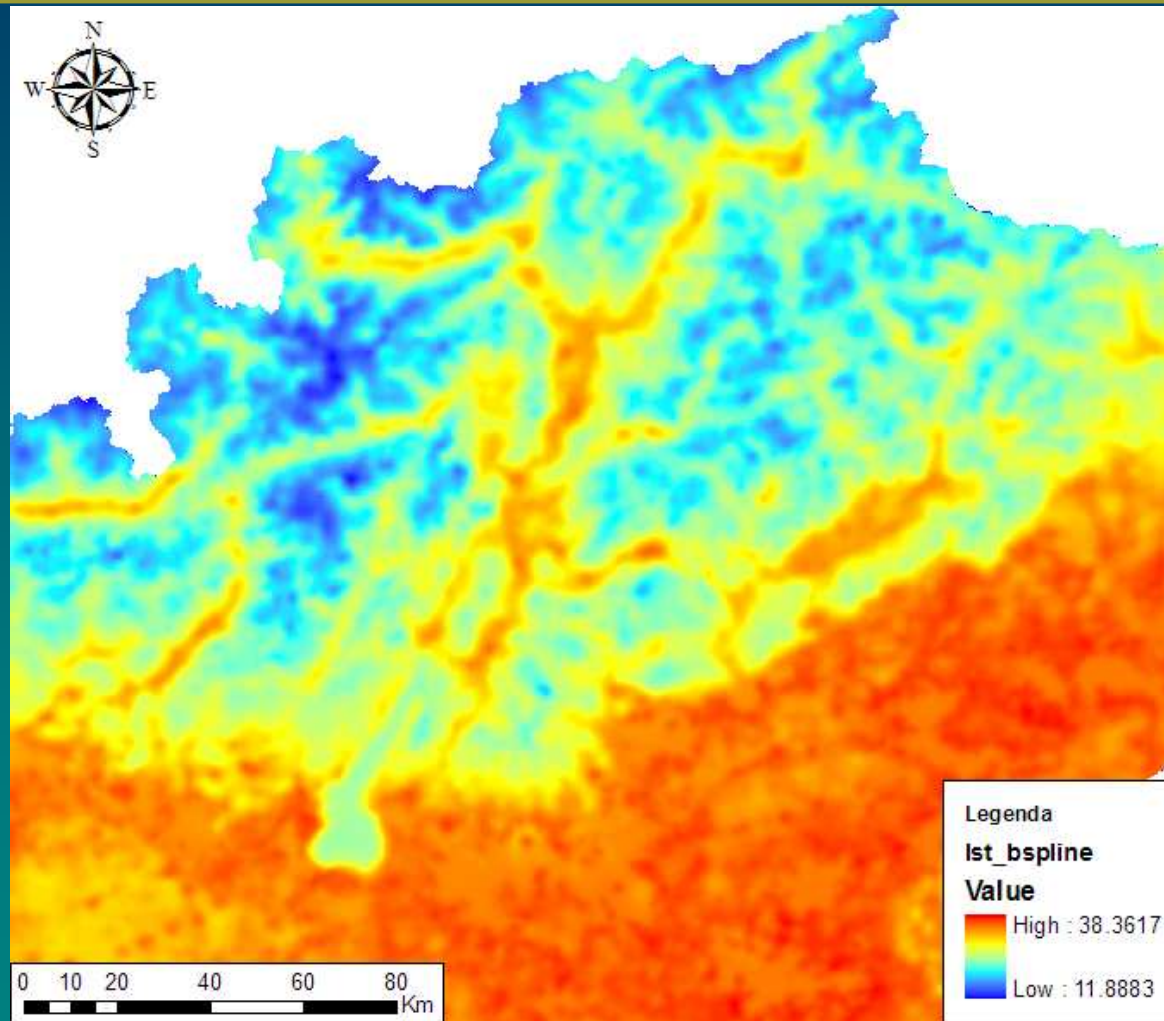 N
W E
S
Legenda
lst_bspline
Value
High : 38.3617
Low : 11.8883
0 10 20 40 60 80
Km